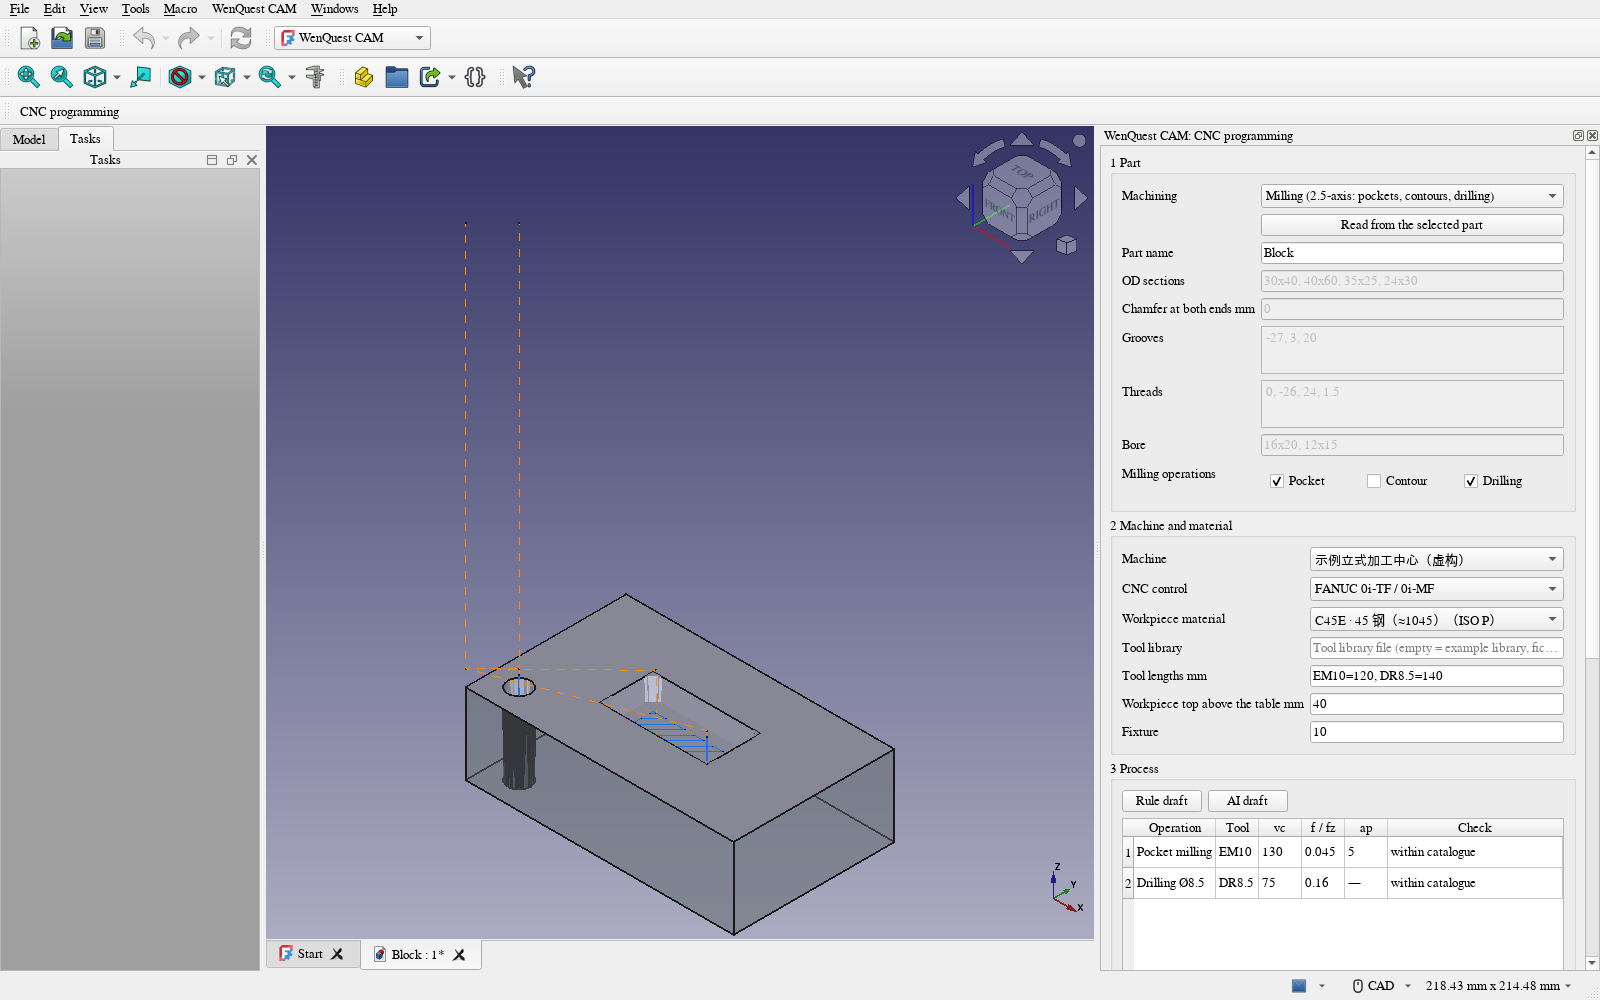 File Edit View Tools Macro WenQuest CAM Windows Help
WenQuest CAM
CNC programming
Model Tasks
Tasks
TOP
FRONT RIGHT
Z
Y
X
Start Block : 1*
WenQuest CAM: CNC programming
1 Part
Machining Milling (2.5-axis: pockets, contours, drilling)
Read from the selected part
Part name Block
OD sections 30x40, 40x60, 35x25, 24x30
Chamfer at both ends mm 0
Grooves -27, 3, 20
Threads 0, -26, 24, 1.5
Bore 16x20, 12x15
Milling operations Pocket Contour Drilling
2 Machine and material
Machine 示例立式加工中心（虚构）
CNC control FANUC 0i-TF / 0i-MF
Workpiece material C45E · 45 钢（≈1045）（ISO P）
Tool library Tool library file (empty = example library, fic…
Tool lengths mm EM10=120, DR8.5=140
Workpiece top above the table mm 40
Fixture 10
3 Process
Rule draft AI draft
Operation Tool vc f / fz ap Check
1 Pocket milling EM10 130 0.045 5 within catalogue
2 Drilling Ø8.5 DR8.5 75 0.16 — within catalogue
CAD 218.43 mm x 214.48 mm